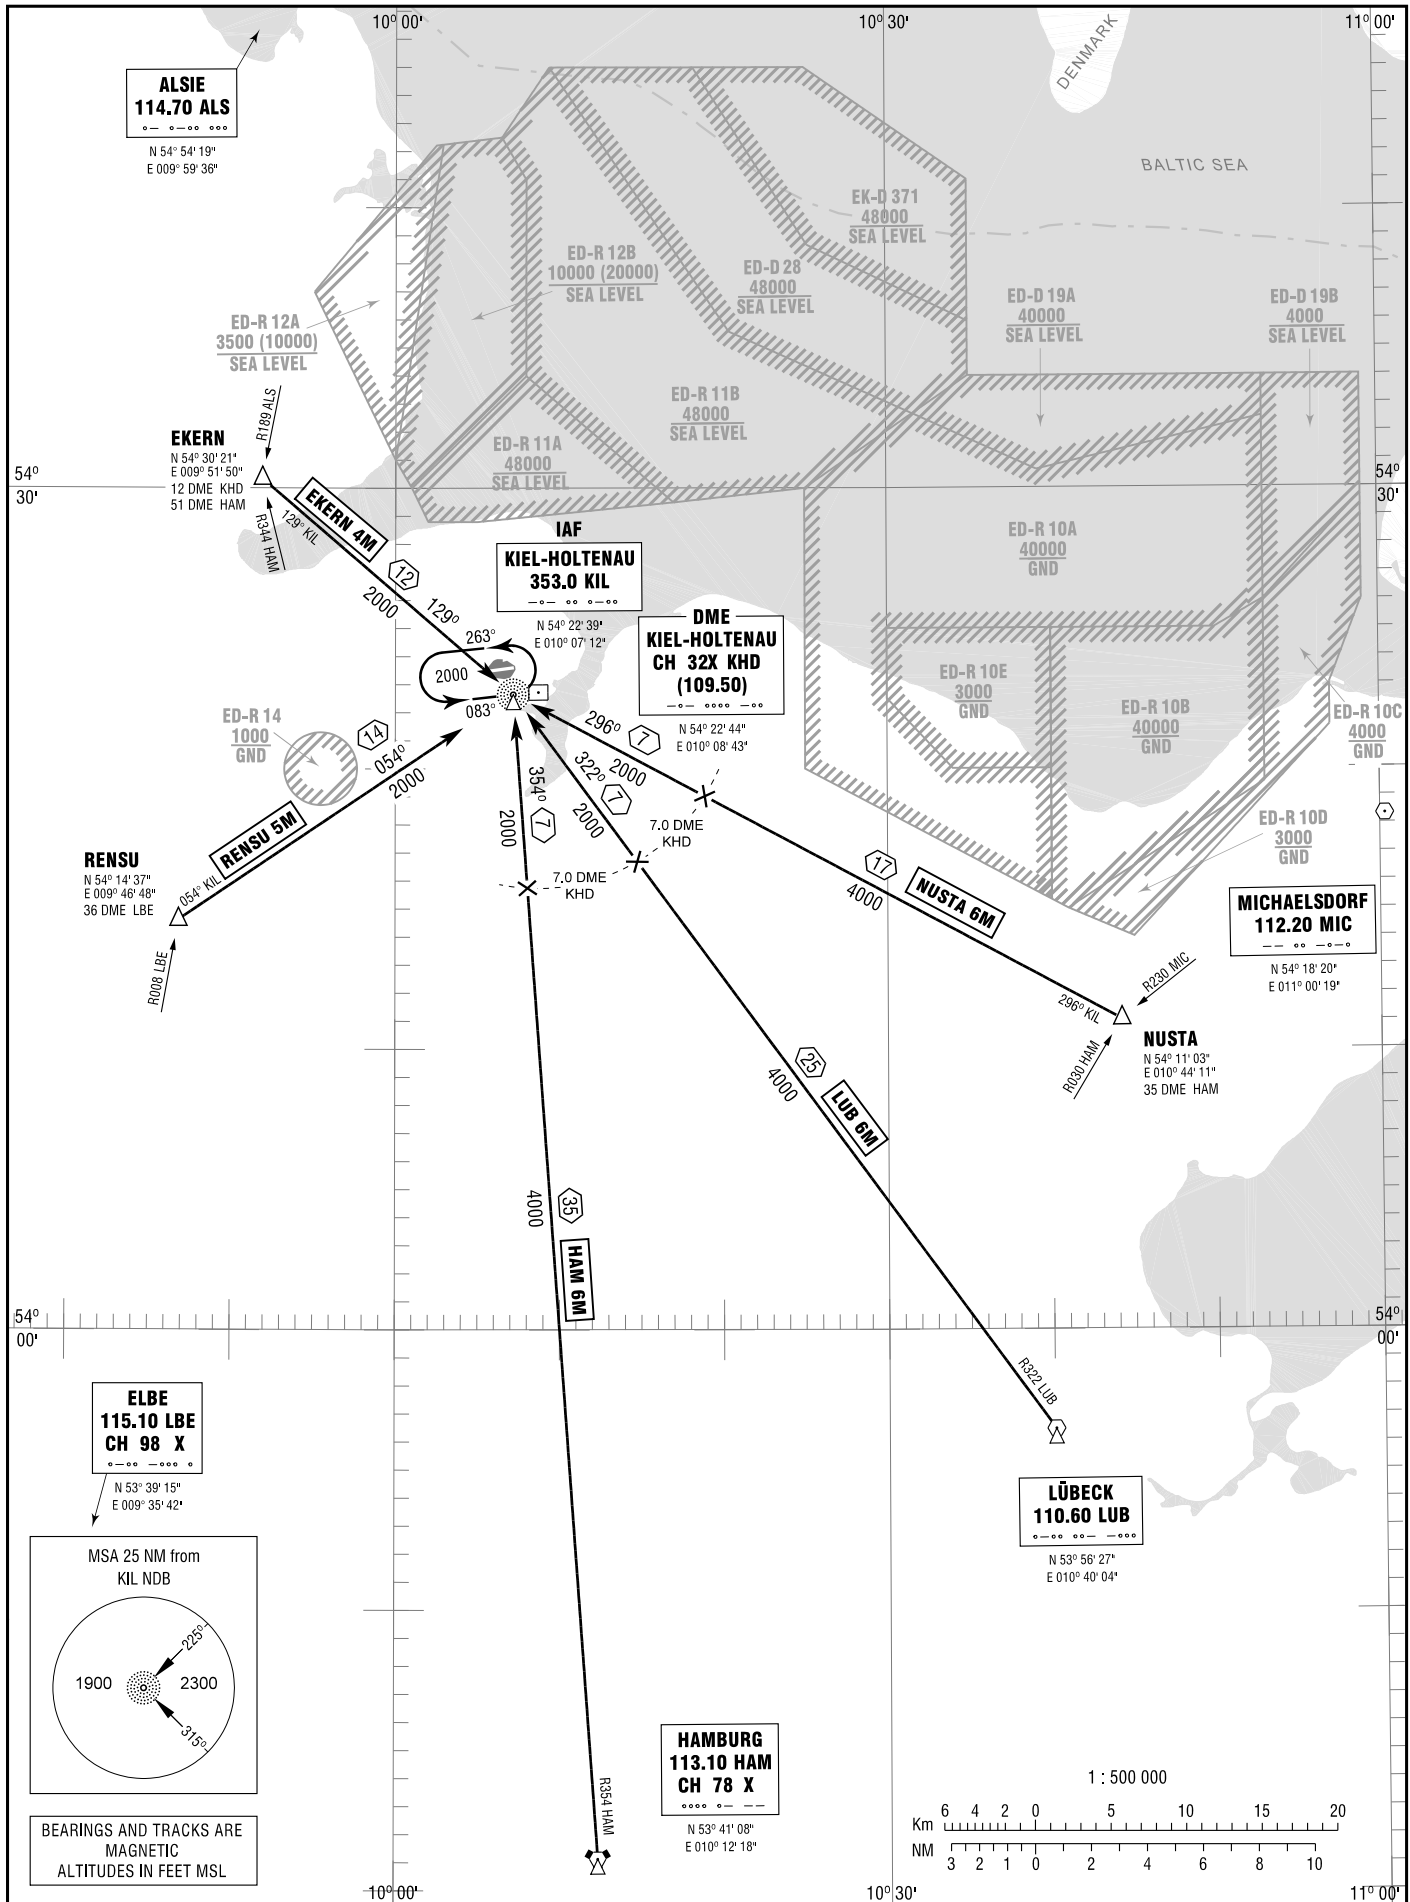 10° 00'
10° 30'
11° 00'
DENMARK
BALTIC SEA
ALSIE
114.70 ALS
N 54° 54' 19"
E 009° 59' 36"
EK-D 371
48000
SEA LEVEL
ED-R 12B
10000 (20000)
SEA LEVEL
ED-D 28
48000
SEA LEVEL
ED-D 19A
40000
SEA LEVEL
ED-D 19B
4000
SEA LEVEL
ED-R 12A
3500 (10000)
SEA LEVEL
ED-R 11B
48000
SEA LEVEL
ED-R 11A
48000
SEA LEVEL
R189 ALS
EKERN
N 54° 30' 21"
E 009° 51' 50"
12 DME KHD
51 DME HAM
54°
30'
54°
30'
R344 HAM
129° KIL
EKERN 4M
12
2000
129°
IAF
KIEL-HOLTENAU
353.0 KIL
N 54° 22' 39"
E 010° 07' 12"
DME
KIEL-HOLTENAU
CH 32X KHD
(109.50)
N 54° 22' 44"
E 010° 08' 43"
ED-R 10A
40000
GND
ED-R 10E
3000
GND
ED-R 10B
40000
GND
ED-R 10C
4000
GND
ED-R 10D
3000
GND
263°
2000
083°
ED-R 14
1000
GND
14
054°
2000
RENSU 5M
054° KIL
RENSU
N 54° 14' 37"
E 009° 46' 48"
36 DME LBE
R008 LBE
296°
7
2000
322°
7
2000
354°
7
2000
7.0 DME
KHD
7.0 DME
KHD
17
4000
NUSTA 6M
MICHAELSDORF
112.20 MIC
N 54° 18' 20"
E 011° 00' 19"
R230 MIC
296° KIL
R030 HAM
NUSTA
N 54° 11' 03"
E 010° 44' 11"
35 DME HAM
25
4000
LUB 6M
35
4000
HAM 6M
54°
00'
54°
00'
R322 LUB
LÜBECK
110.60 LUB
N 53° 56' 27"
E 010° 40' 04"
ELBE
115.10 LBE
CH 98 X
N 53° 39' 15"
E 009° 35' 42"
MSA 25 NM from
KIL NDB
225°
1900
2300
315°
BEARINGS AND TRACKS ARE
MAGNETIC
ALTITUDES IN FEET MSL
R354 HAM
HAMBURG
113.10 HAM
CH 78 X
N 53° 41' 08"
E 010° 12' 18"
1 : 500 000
Km
6 4 2 0 5 10 15 20
NM
3 2 1 0 2 4 6 8 10
10° 00'
10° 30'
11° 00'